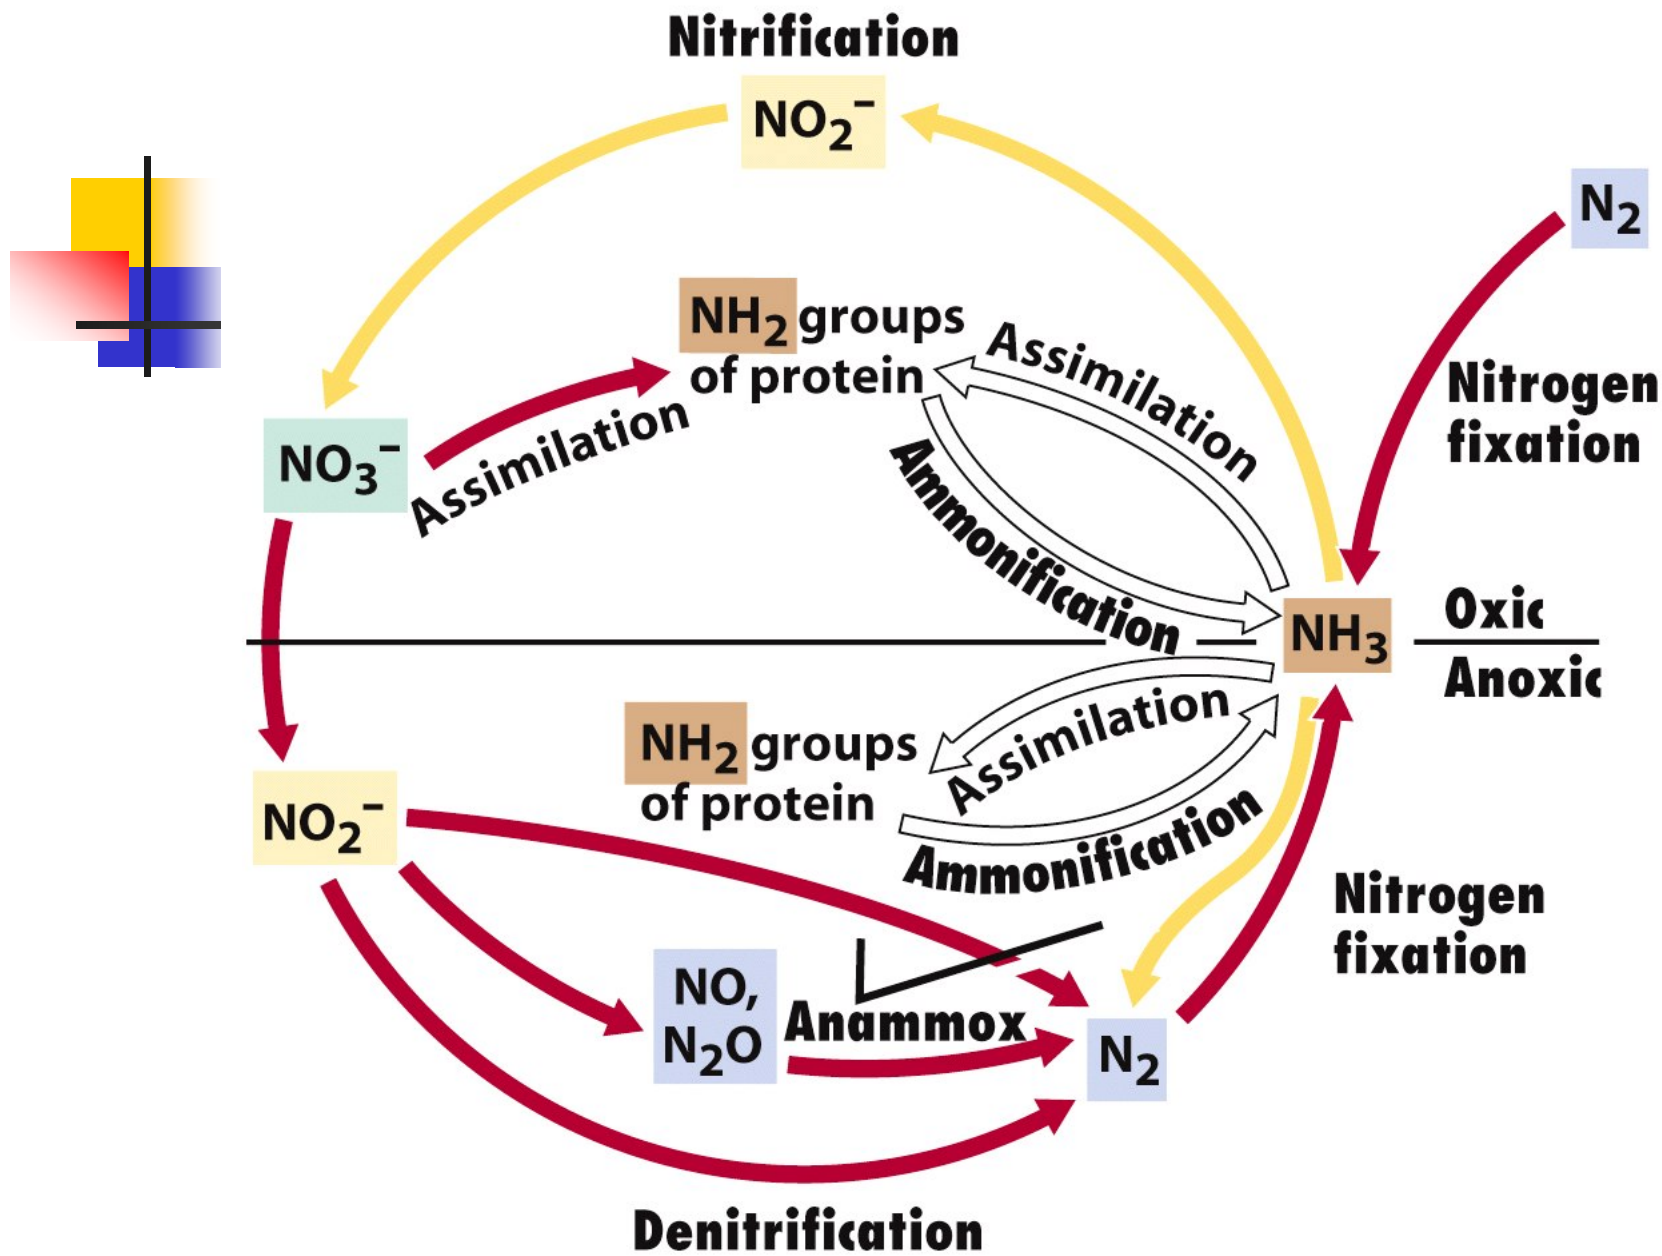 Nitrification
NO₂⁻
N₂
NH₂ groups
of protein
Assimilation
Nitrogen
fixation
NO₃⁻
Assimilation
Ammonification
NH₃
Oxic
Anoxic
NH₂ groups
of protein
Assimilation
Ammonification
NO₂⁻
Nitrogen
fixation
NO,
N₂O
Anammox
N₂
Denitrification